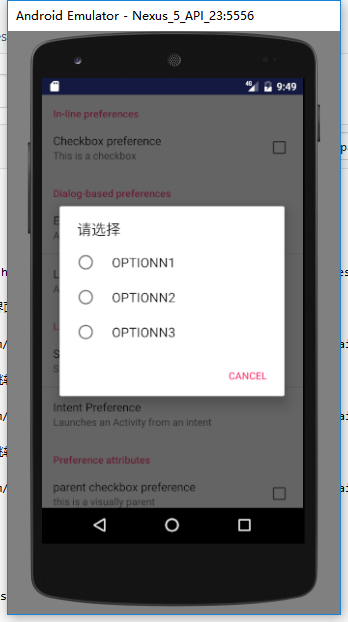 Android Emulator - Nexus_5_API_23:5556
4G
9:49
In-line preferences
Checkbox preference
This is a checkbox
Dialog-based preferences
请选择
OPTIONN1
OPTIONN2
OPTIONN3
CANCEL
Intent Preference
Launches an Activity from an intent
Preference attributes
parent checkbox preference
this is a visually parent